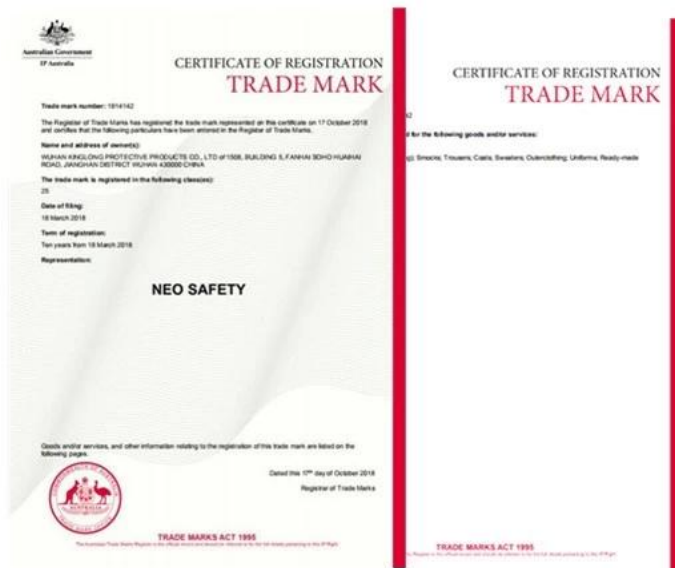 Australian Government
IP Australia
CERTIFICATE OF REGISTRATION
TRADE MARK
Trade mark number: 1914142
The Registrar of Trade Marks has registered the trade mark represented on this certificate on 17 October 2018
and certifies that the following particulars have been entered in the Register of Trade Marks.
Name and address of owner(s):
WUHAN KINGLONG PROTECTIVE PRODUCTS CO., LTD of 1508, BUILDING 5, FANHAI SOHO HUAIHAI
ROAD, JIANGHAN DISTRICT WUHAN 430000 CHINA
The trade mark is registered in the following class(es):
25
Date of filing:
18 March 2018
Term of registration:
Ten years from 18 March 2018
Representation:
NEO SAFETY
Goods and/or services, and other information relating to the registration of this trade mark are listed on the
following pages.
Dated this 17th day of October 2018
Registrar of Trade Marks
AUSTRALIA
TRADE MARKS ACT 1995
CERTIFICATE OF REGISTRATION
TRADE MARK
d for the following goods and/or services:
Smocks; Trousers; Coats; Sweaters; Outerclothing; Uniforms; Ready-made
TRADE MARKS ACT 1995